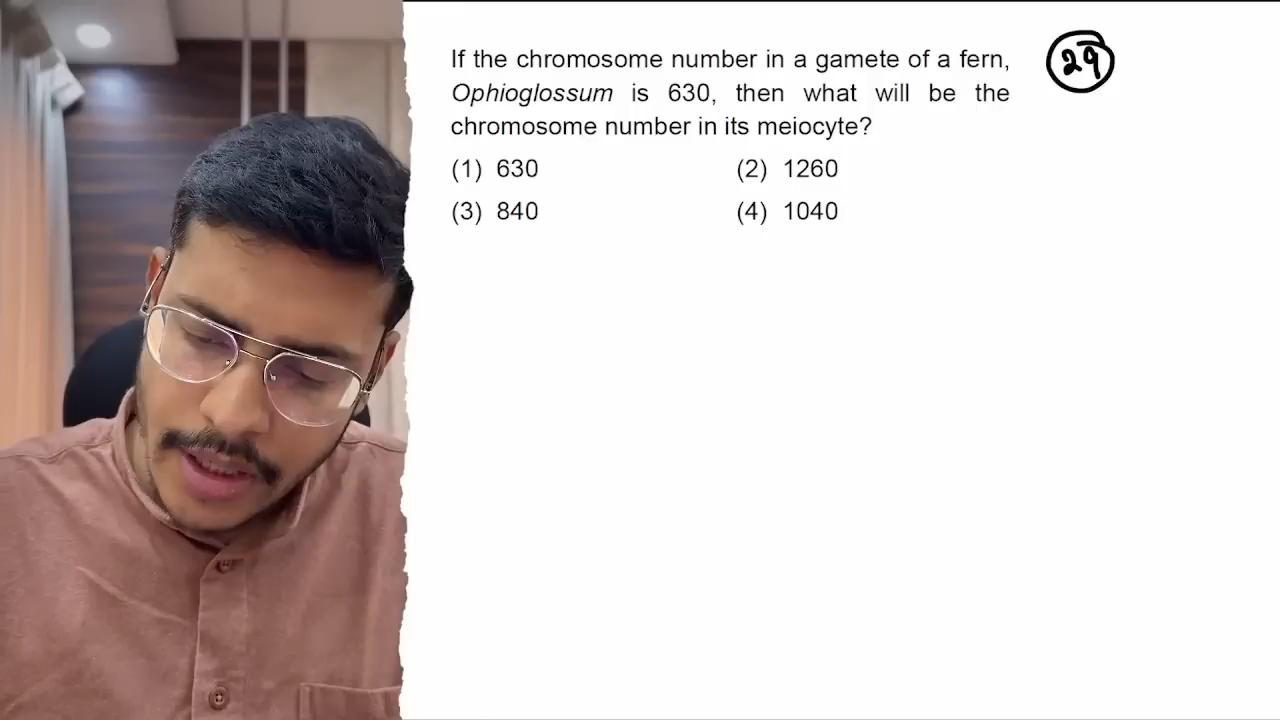 If the chromosome number in a gamete of a fern,
Ophioglossum is 630, then what will be the
chromosome number in its meiocyte?
(1) 630 (2) 1260
(3) 840 (4) 1040
29